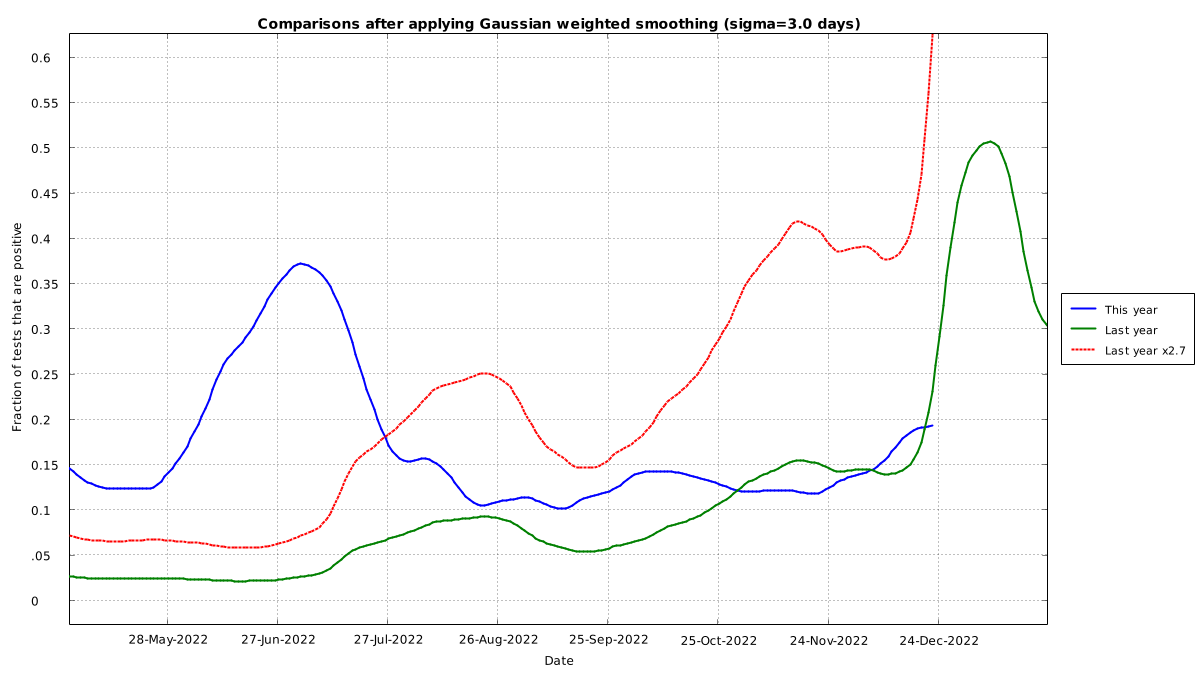 Comparisons after applying Gaussian weighted smoothing (sigma=3.0 days)
0.6
0.55
0.5
0.45
0.4
0.35
0.3
0.25
0.2
0.15
0.1
.05
0
Fraction of tests that are positive
28-May-2022 27-Jun-2022 27-Jul-2022 26-Aug-2022 25-Sep-2022 25-Oct-2022 24-Nov-2022 24-Dec-2022
Date
This year
Last year
Last year x2.7